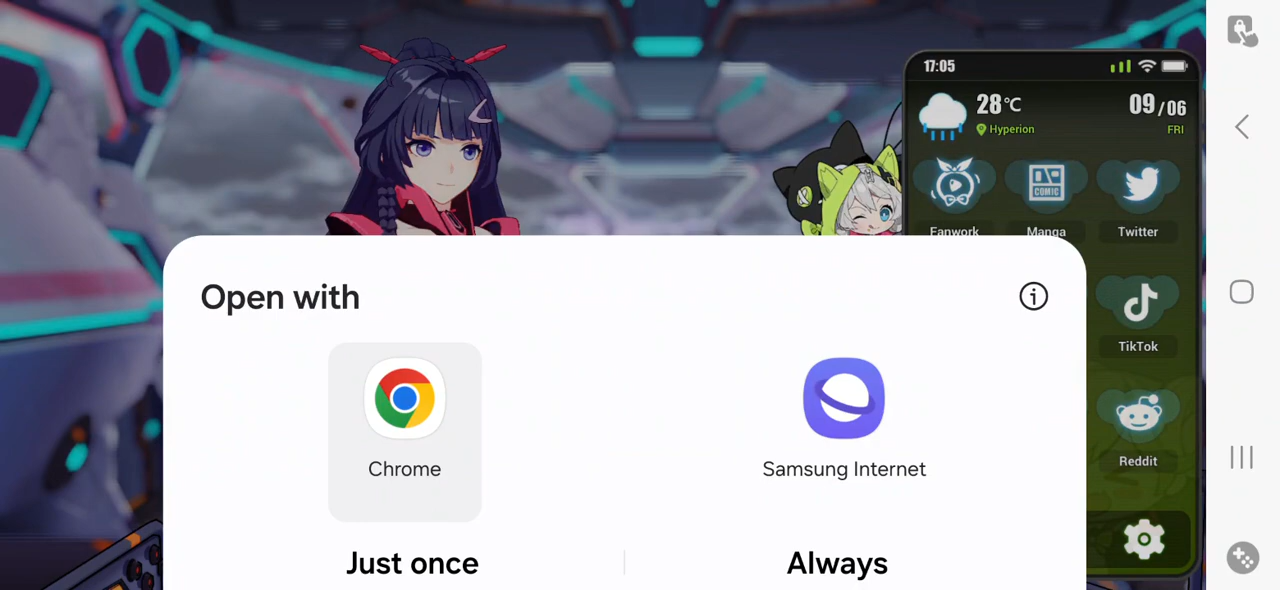 17:05
28°C
09/06
Hyperion
FRI
COMIC
Fanwork
Manga
Twitter
Open with
TikTok
Chrome
Samsung Internet
Reddit
Just once
Always